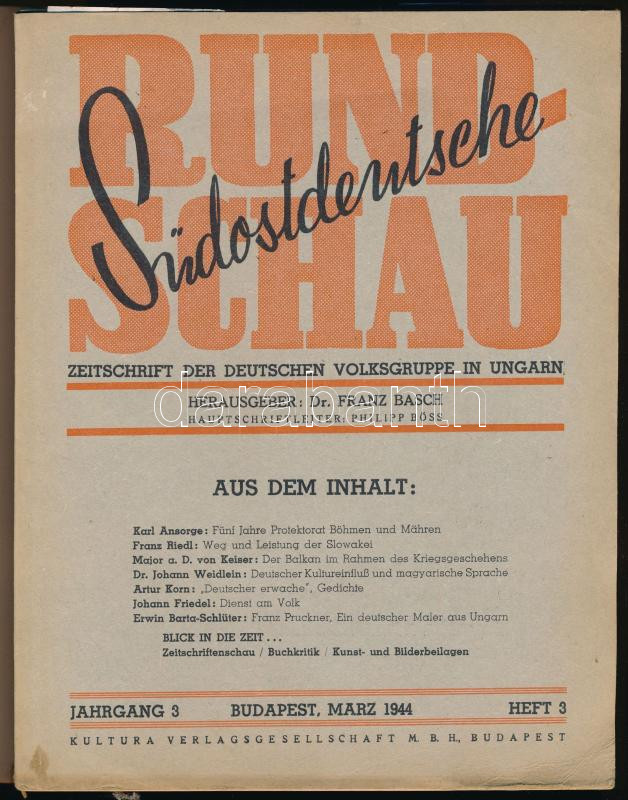 RUND-
Südostdeutsche
SCHAU
ZEITSCHRIFT DER DEUTSCHEN VOLKSGRUPPE IN UNGARN
HERAUSGEBER: Dr. FRANZ BASCH
darabanth
HAUPTSCHRIFTLEITER: PHILIPP BÖSS
AUS DEM INHALT:
Karl Ansorge: Fünf Jahre Protektorat Böhmen und Mähren
Franz Riedl: Weg und Leistung der Slowakei
Major a. D. von Keiser: Der Balkan im Rahmen des Kriegsgeschehens
Dr. Johann Weidlein: Deutscher Kultureinfluß und magyarische Sprache
Artur Korn: „Deutscher erwache", Gedichte
Johann Friedel: Dienst am Volk
Erwin Barta-Schlüter: Franz Pruckner, Ein deutscher Maler aus Ungarn
BLICK IN DIE ZEIT...
Zeitschriftenschau / Buchkritik / Kunst- und Bilderbeilagen
JAHRGANG 3 BUDAPEST, MARZ 1944 HEFT 3
KULTURA VERLAGSGESELLSCHAFT M. B. H., BUDAPEST